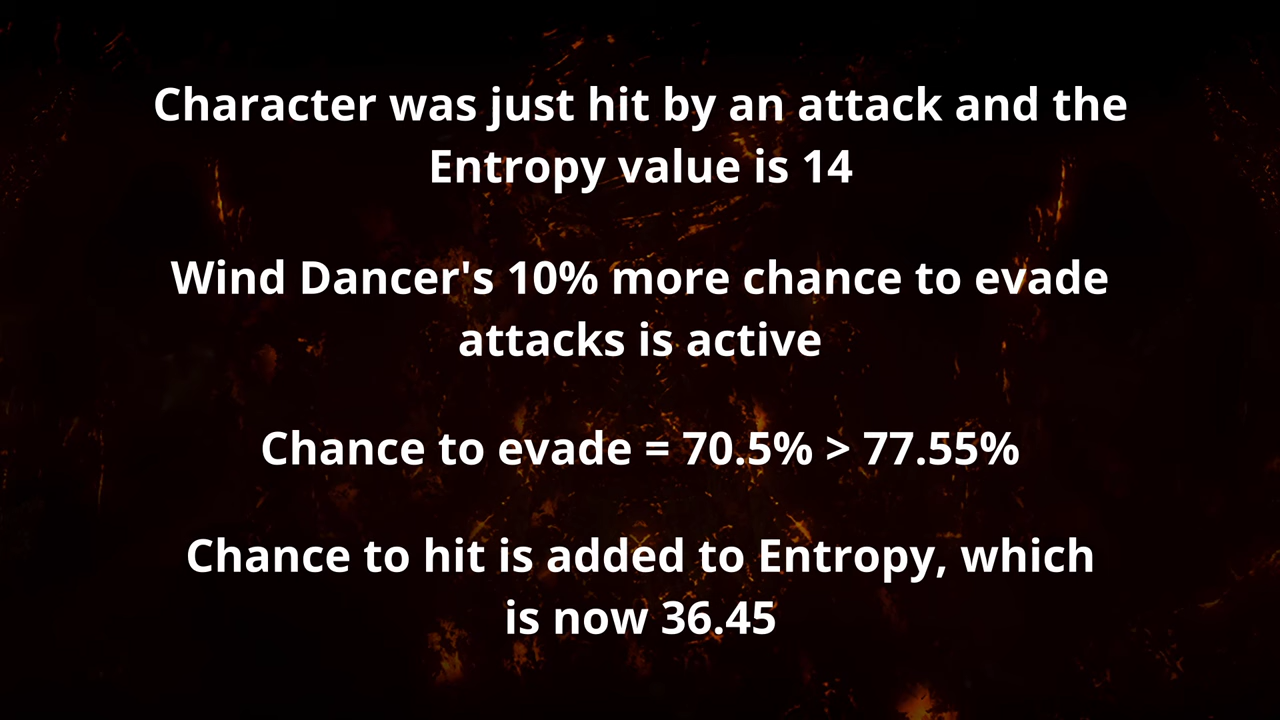 Character was just hit by an attack and the
Entropy value is 14
Wind Dancer's 10% more chance to evade
attacks is active
Chance to evade = 70.5% > 77.55%
Chance to hit is added to Entropy, which
is now 36.45